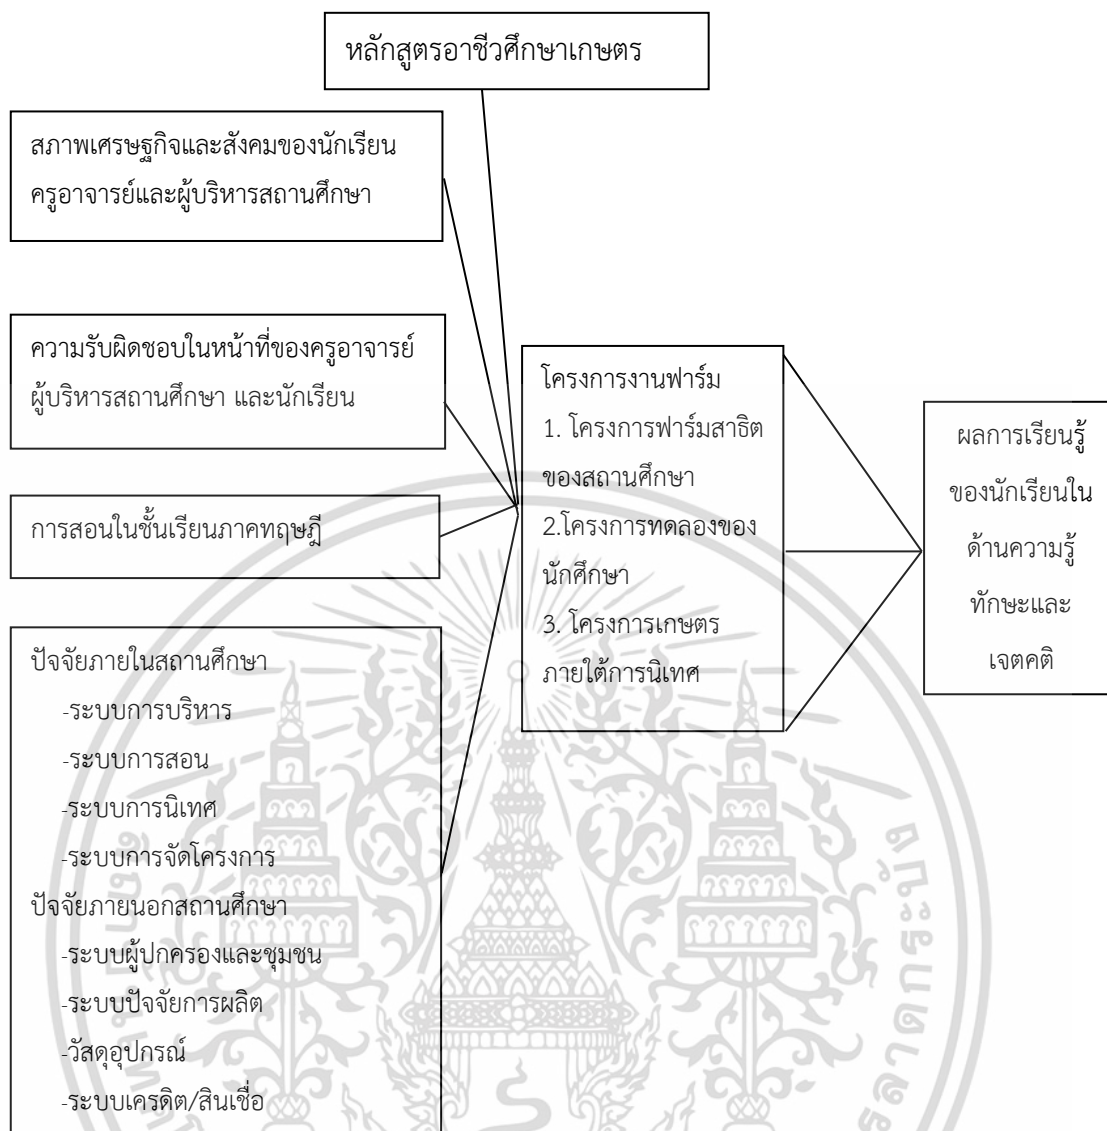 หลักสูตรอาชีวศึกษาเกษตร
สภาพเศรษฐกิจและสังคมของนักเรียน
ครูอาจารย์และผู้บริหารสถานศึกษา
ความรับผิดชอบในหน้าที่ของครูอาจารย์
ผู้บริหารสถานศึกษา และนักเรียน
การสอนในชั้นเรียนภาคทฤษฎี
ปัจจัยภายในสถานศึกษา
-ระบบการบริหาร
-ระบบการสอน
-ระบบการนิเทศ
-ระบบการจัดโครงการ
ปัจจัยภายนอกสถานศึกษา
-ระบบผู้ปกครองและชุมชน
-ระบบปัจจัยการผลิต
-วัสดุอุปกรณ์
-ระบบเครดิต/สินเชื่อ
โครงการงานฟาร์ม
1. โครงการฟาร์มสาธิต
ของสถานศึกษา
2.โครงการทดลองของ
นักศึกษา
3. โครงการเกษตร
ภายใต้การนิเทศ
ผลการเรียนรู้
ของนักเรียนใน
ด้านความรู้
ทักษะและ
เจตคติ